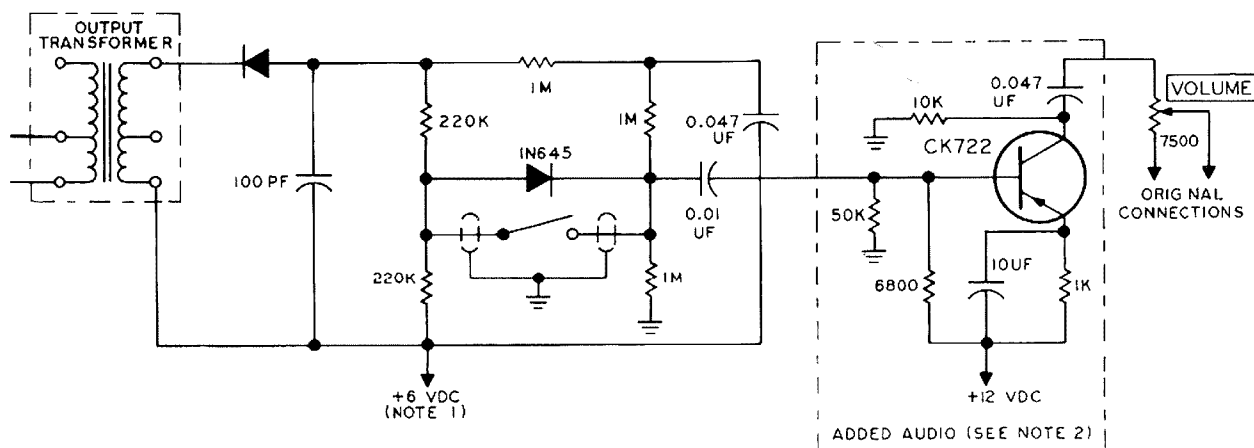 OUTPUT
TRANSFORMER
100 PF
220K
220K
1M
1N645
1M
1M
0.047
UF
0.01
UF
+6 VDC
(NOTE 1)
10K
0.047
UF
CK722
50K
6800
10UF
1K
+12 VDC
ADDED AUDIO (SEE NOTE 2)
VOLUME
7500
ORIGINAL
CONNECTIONS